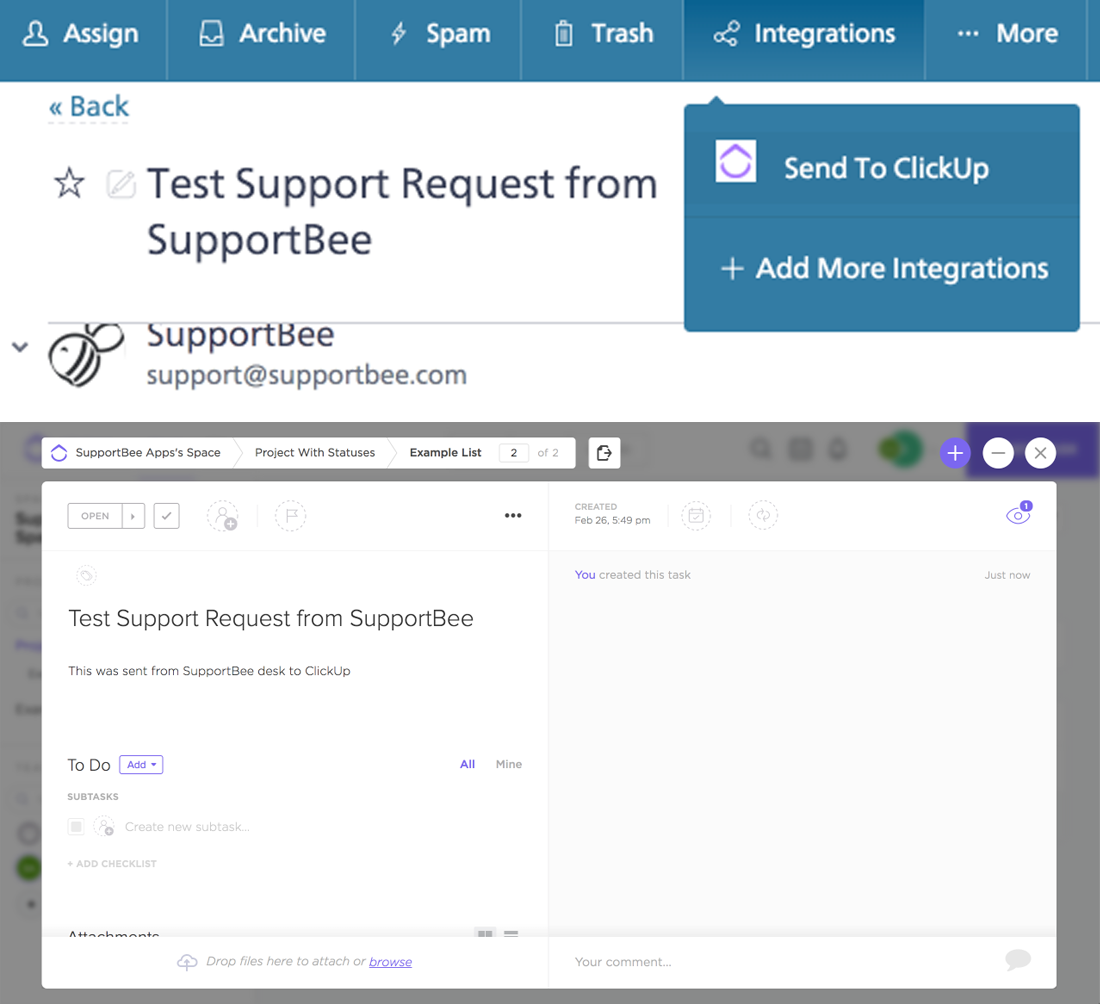 Assign
Archive
Spam
Trash
Integrations
More
« Back
Test Support Request from
SupportBee
Send To ClickUp
+ Add More Integrations
SupportBee
support@supportbee.com
SupportBee Apps's Space
Project With Statuses
Example List
2
of 2
OPEN
CREATED
Feb 26, 5:49 pm
1
You created this task
Just now
Test Support Request from SupportBee
This was sent from SupportBee desk to ClickUp
To Do
Add
All
Mine
SUBTASKS
Create new subtask...
+ ADD CHECKLIST
Attachments
Drop files here to attach or browse
Your comment...